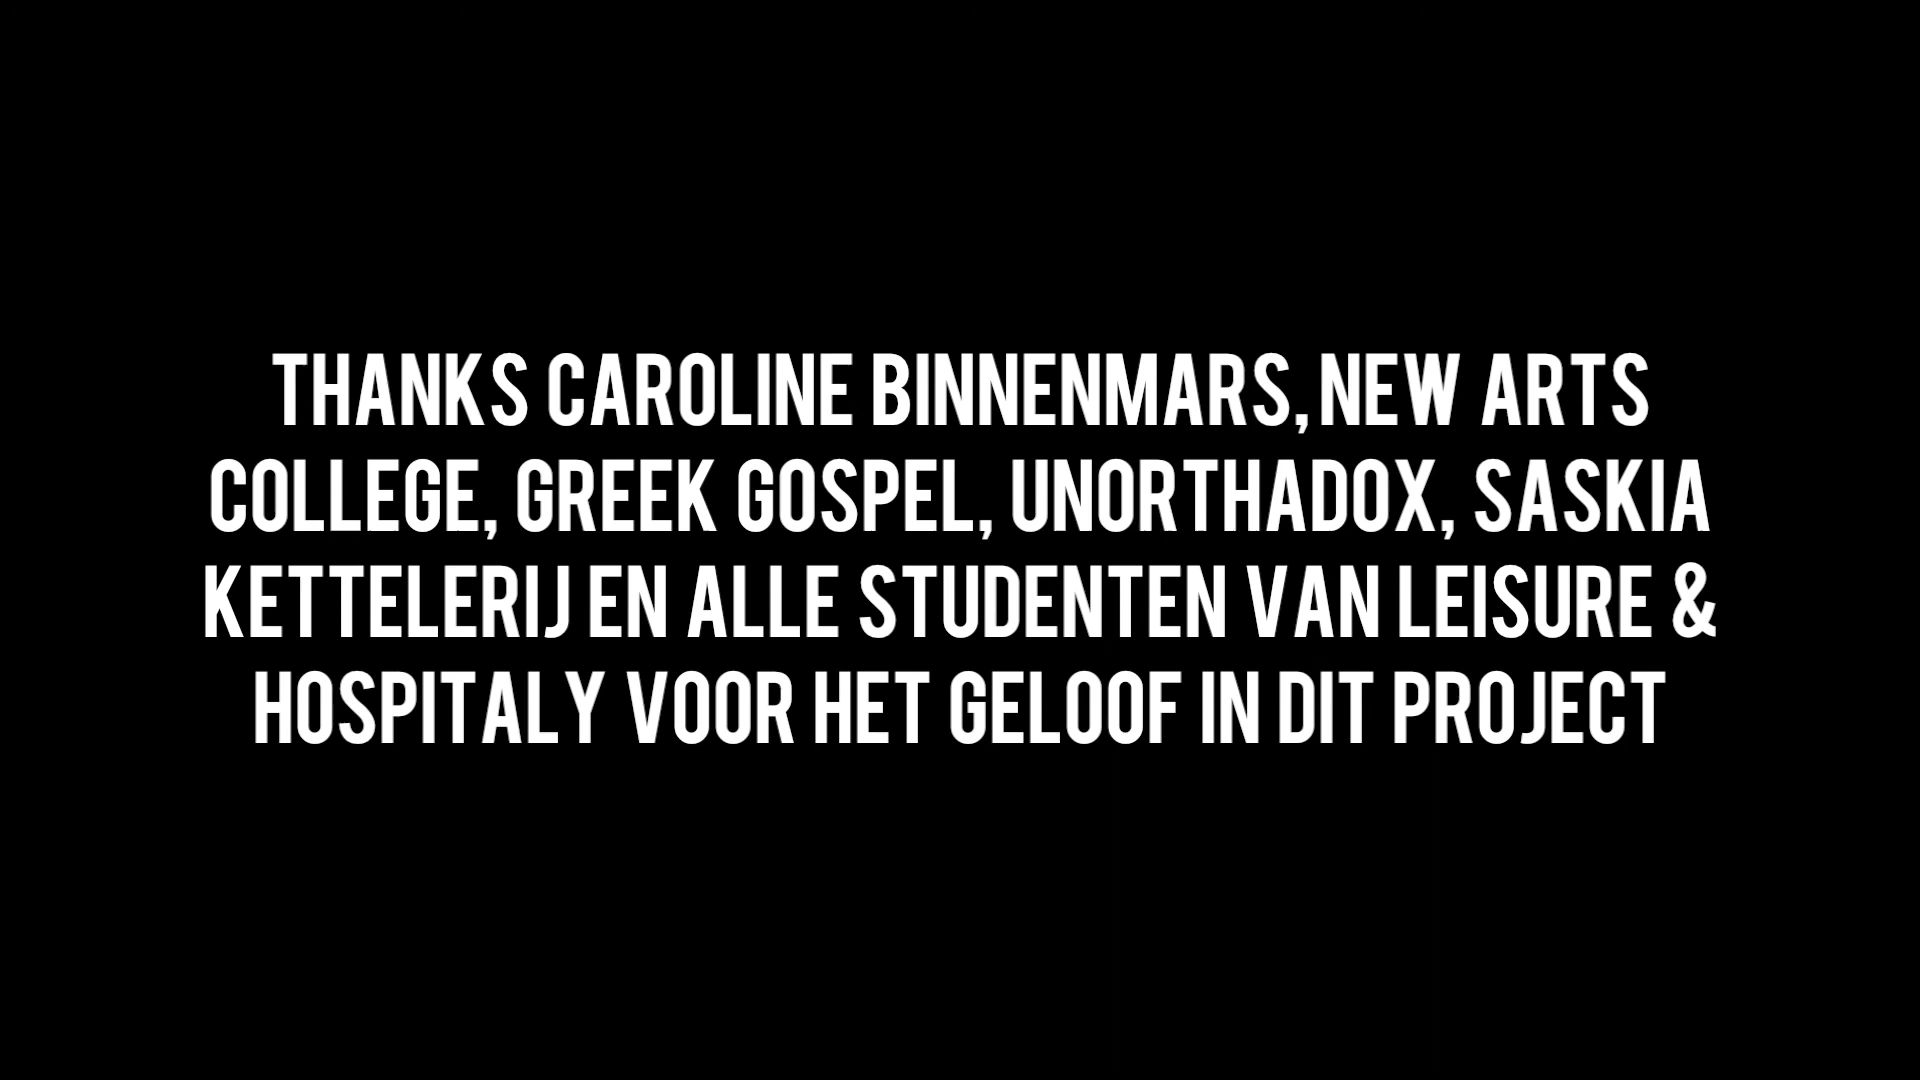 THANKS CAROLINE BINNENMARS, NEW ARTS
COLLEGE, GREEK GOSPEL, UNORTHADOX, SASKIA
KETTELERIJ EN ALLE STUDENTEN VAN LEISURE &
HOSPITALY VOOR HET GELOOF IN DIT PROJECT